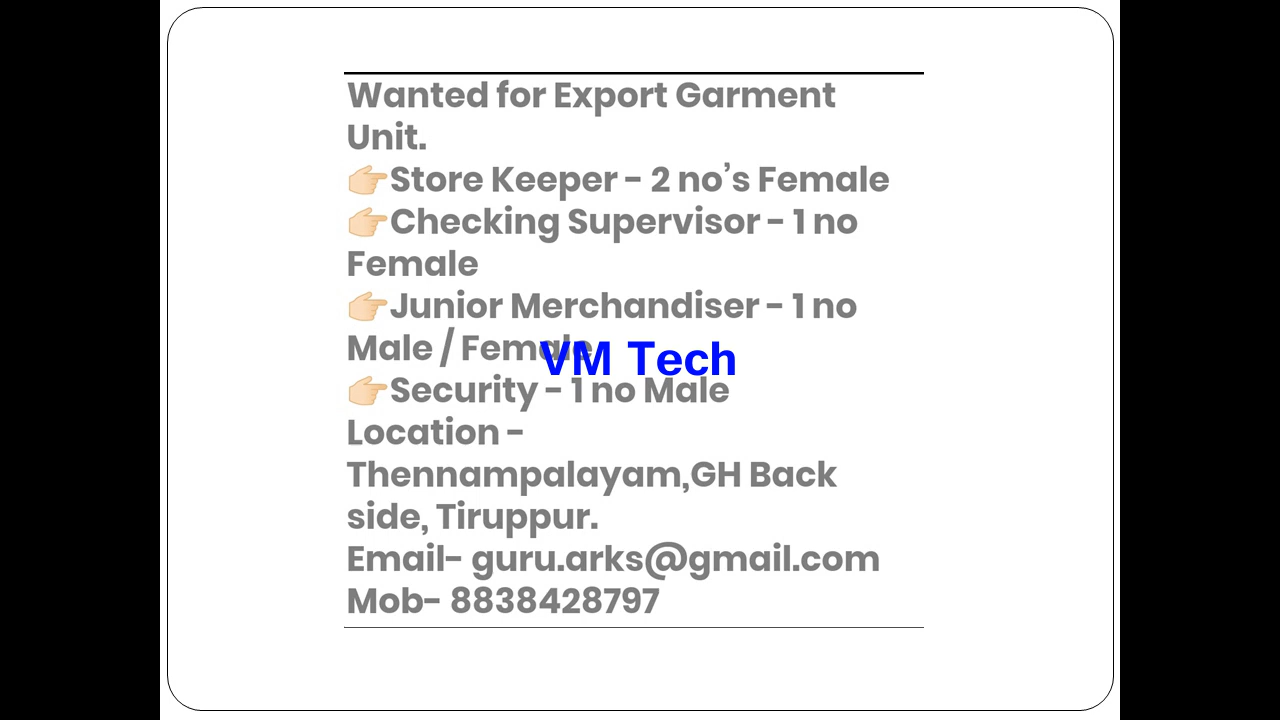 Wanted for Export Garment
Unit.
👉🏻Store Keeper - 2 no's Female
👉🏻Checking Supervisor - 1 no
Female
👉🏻Junior Merchandiser - 1 no
Male / Female
VM Tech
👉🏻Security - 1 no Male
Location -
Thennampalayam,GH Back
side, Tiruppur.
Email- guru.arks@gmail.com
Mob- 8838428797